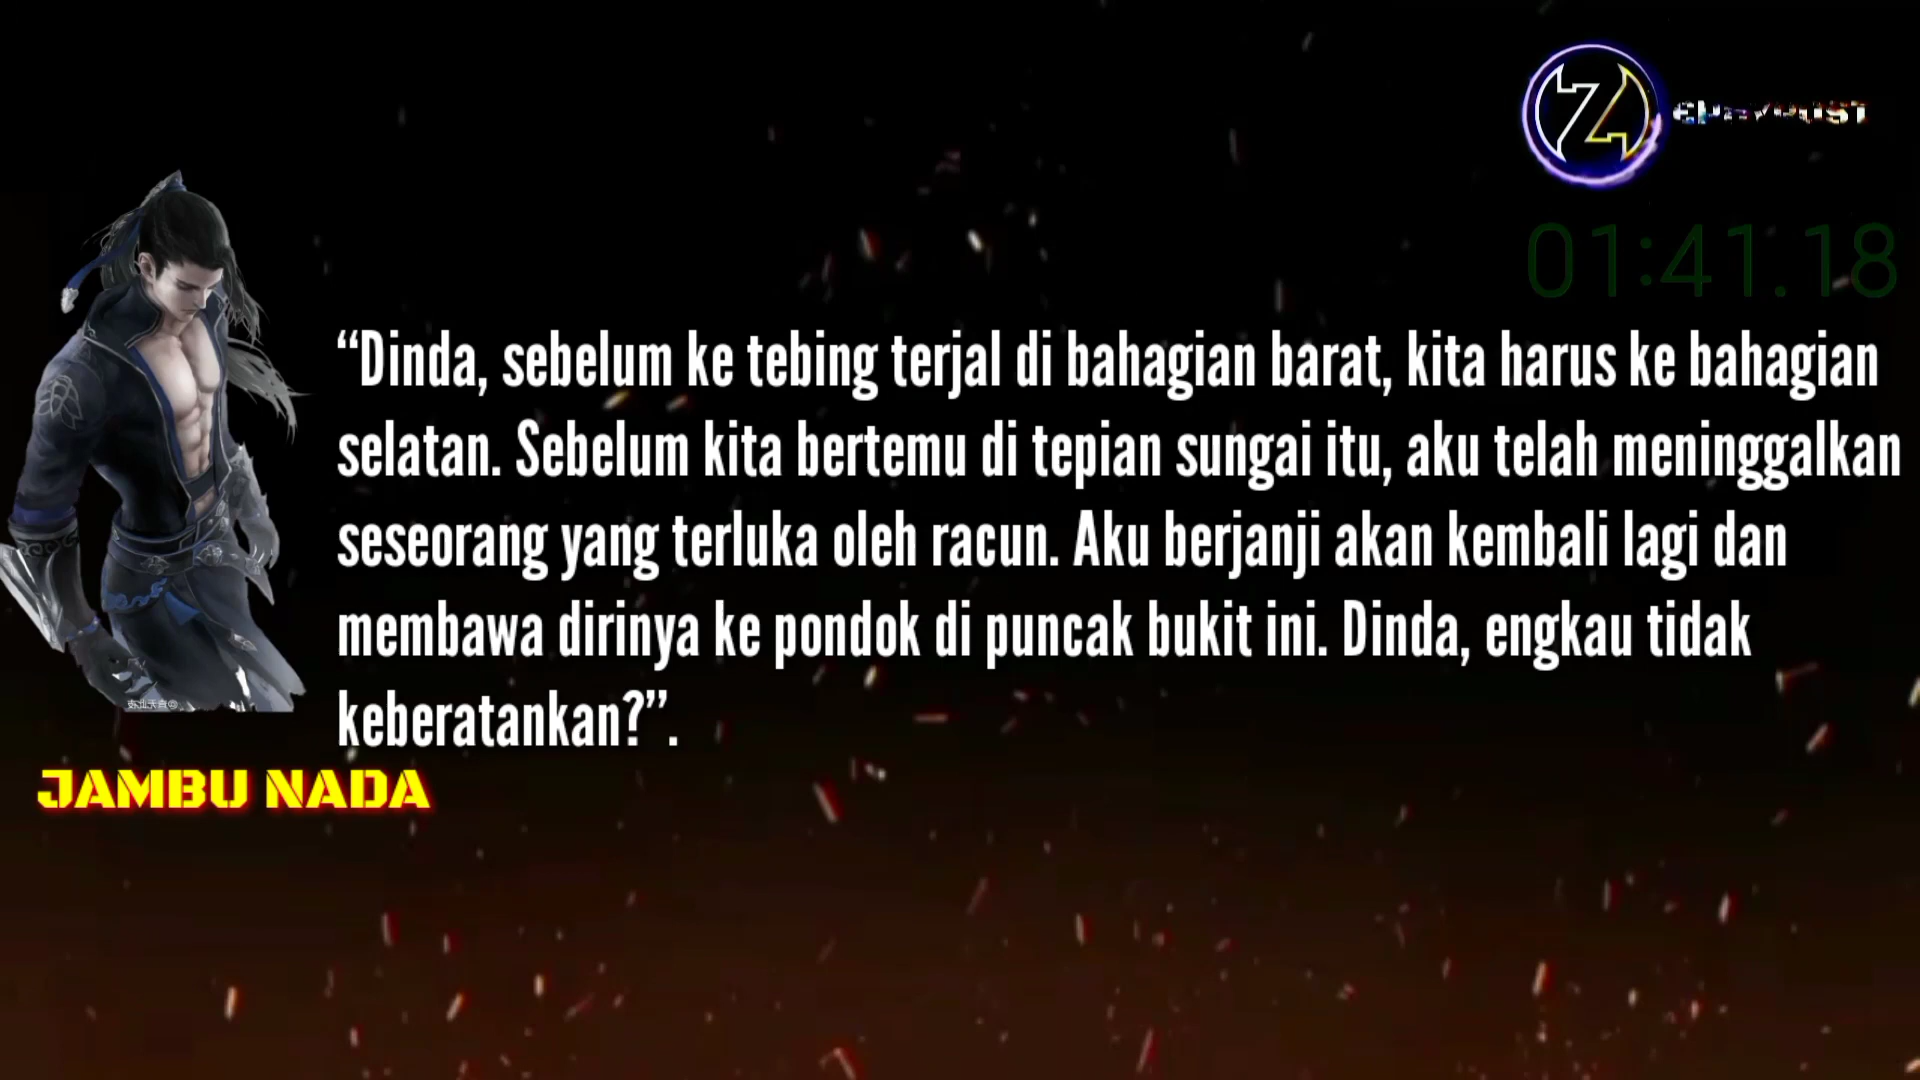 01:41.18
“Dinda, sebelum ke tebing terjal di bahagian barat, kita harus ke bahagian
selatan. Sebelum kita bertemu di tepian sungai itu, aku telah meninggalkan
seseorang yang terluka oleh racun. Aku berjanji akan kembali lagi dan
membawa dirinya ke pondok di puncak bukit ini. Dinda, engkau tidak
keberatankan?”.
JAMBU NADA